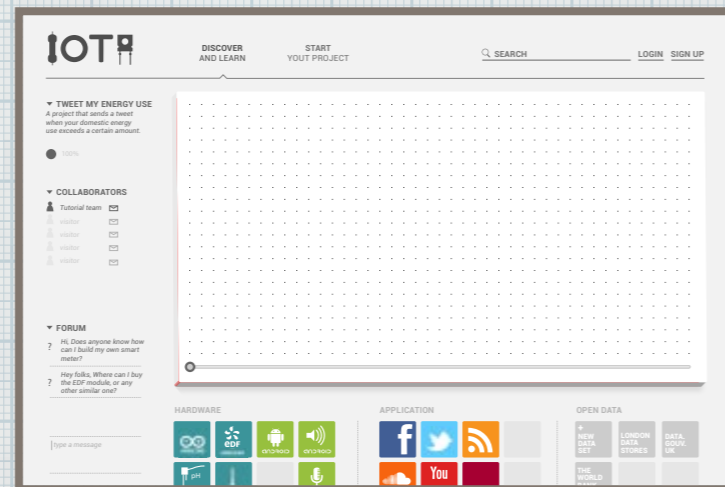 IOT
DISCOVER
AND LEARN
START
YOUT PROJECT
SEARCH
LOGIN SIGN UP
TWEET MY ENERGY USE
A project that sends a tweet
when your domestic energy
use exceeds a certain amount.
100%
COLLABORATORS
Tutorial team
visitor
visitor
visitor
visitor
FORUM
? Hi, Does anyone know how
can I build my own smart
meter?
? Hey folks, Where can I buy
the EDF module, or any
other similar one?
type a message
HARDWARE
eDF
ANDROID
ANDROID
pH
APPLICATION
f
You
OPEN DATA
+
NEW
DATA
SET
LONDON
DATA
STORES
DATA.
GOUV.
UK
THE
WORLD